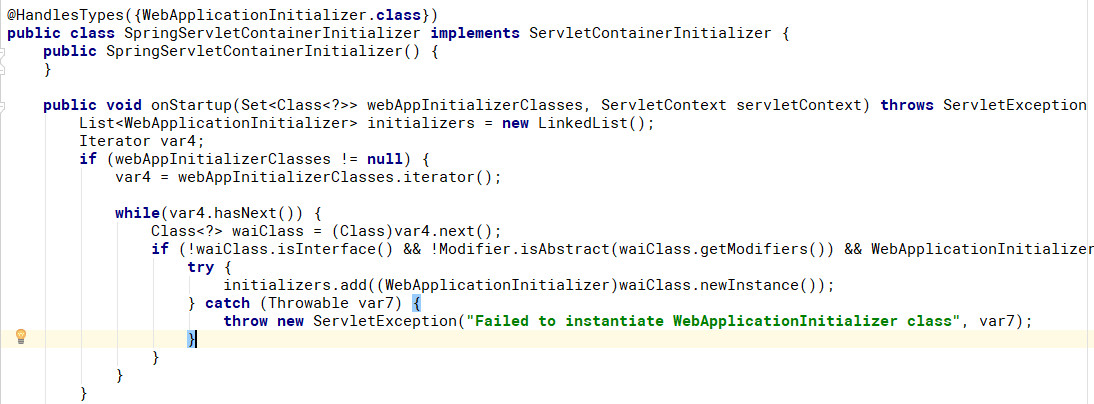 @HandlesTypes({WebApplicationInitializer.class})
public class SpringServletContainerInitializer implements ServletContainerInitializer {
    public SpringServletContainerInitializer() {
    }

    public void onStartup(Set<Class<?>> webAppInitializerClasses, ServletContext servletContext) throws ServletException
        List<WebApplicationInitializer> initializers = new LinkedList();
        Iterator var4;
        if (webAppInitializerClasses != null) {
            var4 = webAppInitializerClasses.iterator();

            while(var4.hasNext()) {
                Class<?> waiClass = (Class)var4.next();
                if (!waiClass.isInterface() && !Modifier.isAbstract(waiClass.getModifiers()) && WebApplicationInitializer
                    try {
                        initializers.add((WebApplicationInitializer)waiClass.newInstance());
                    } catch (Throwable var7) {
                        throw new ServletException("Failed to instantiate WebApplicationInitializer class", var7);
                    }
                }
            }
        }